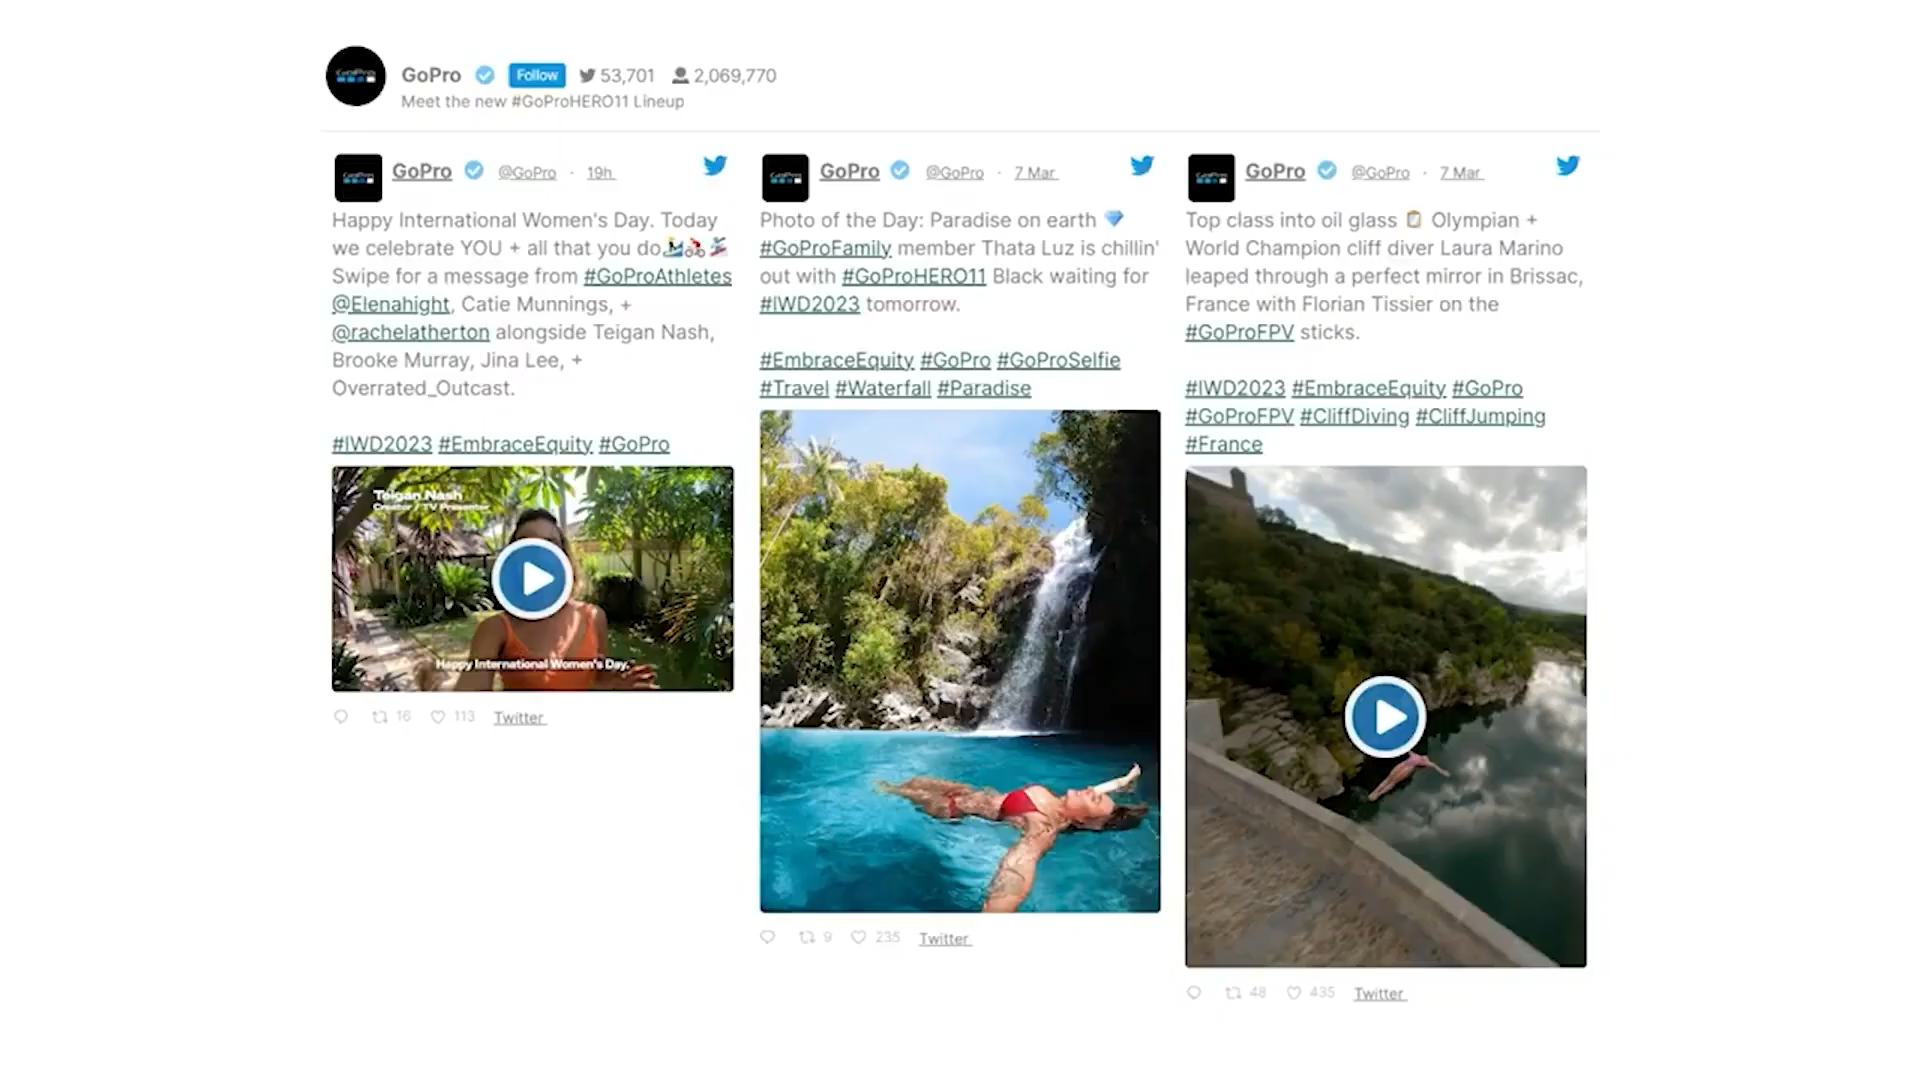 GoPro Follow 53,701 2,069,770
Meet the new #GoProHERO11 Lineup
GoPro @GoPro · 19h
Happy International Women's Day. Today
we celebrate YOU + all that you do
Swipe for a message from #GoProAthletes
@Elenahight, Catie Munnings, +
@rachelatherton alongside Teigan Nash,
Brooke Murray, Jina Lee, +
Overrated_Outcast.
#IWD2023 #EmbraceEquity #GoPro
Teigan Nash
Creator / TV Presenter
Happy International Women's Day.
16 113 Twitter
GoPro @GoPro · 7 Mar
Photo of the Day: Paradise on earth 💎
#GoProFamily member Thata Luz is chillin'
out with #GoProHERO11 Black waiting for
#IWD2023 tomorrow.
#EmbraceEquity #GoPro #GoProSelfie
#Travel #Waterfall #Paradise
9 235 Twitter
GoPro @GoPro · 7 Mar
Top class into oil glass 📋 Olympian +
World Champion cliff diver Laura Marino
leaped through a perfect mirror in Brissac,
France with Florian Tissier on the
#GoProFPV sticks.
#IWD2023 #EmbraceEquity #GoPro
#GoProFPV #CliffDiving #CliffJumping
#France
48 435 Twitter